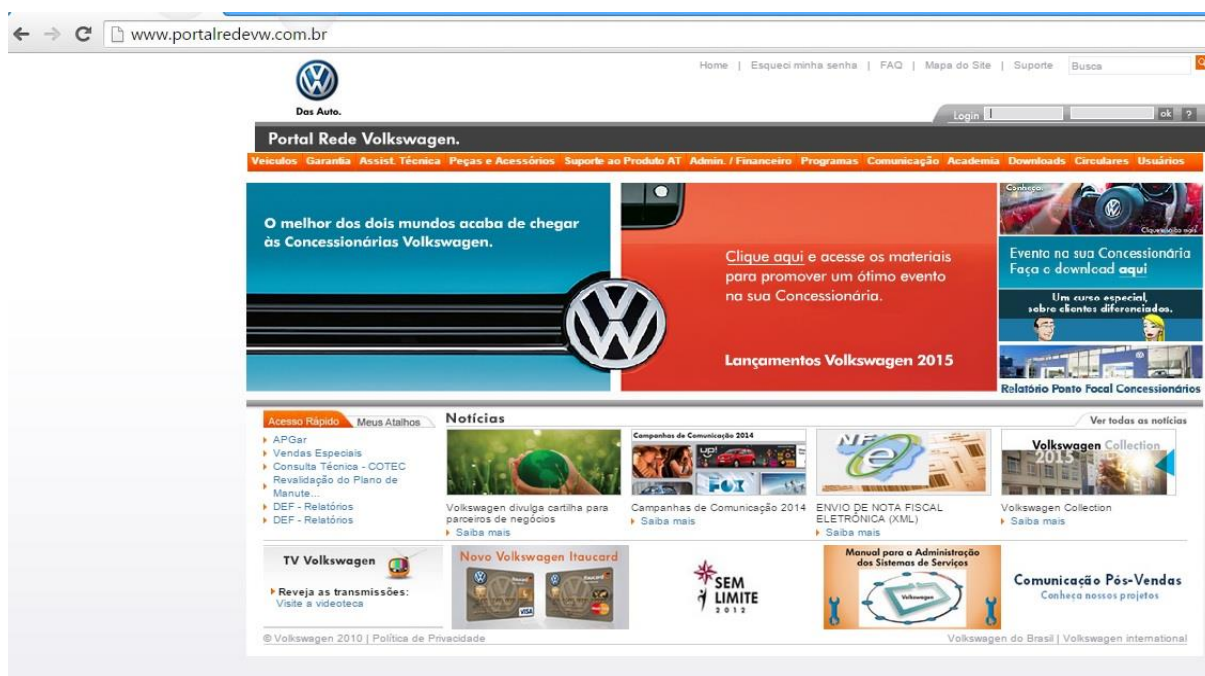 www.portalredevw.com.br
Das Auto.
Home | Esqueci minha senha | FAQ | Mapa do Site | Suporte
Busca
Login
ok ?
Portal Rede Volkswagen.
Veículos Garantia Assist. Técnica Peças e Acessórios Suporte ao Produto AT Admin. / Financeiro Programas Comunicação Academia Downloads Circulares Usuários
O melhor dos dois mundos acaba de chegar
às Concessionárias Volkswagen.
Clique aqui e acesse os materiais
para promover um ótimo evento
na sua Concessionária.
Lançamentos Volkswagen 2015
Conheça.
Clique e saiba mais
Evento na sua Concessionária
Faça o download aqui
Um curso especial,
sobre clientes diferenciados.
Relatório Ponto Focal Concessionários
Acesso Rápido Meus Atalhos
APGar
Vendas Especiais
Consulta Técnica - COTEC
Revalidação do Plano de
Manute...
DEF - Relatórios
DEF - Relatórios
Notícias
Ver todas as notícias
Volkswagen divulga cartilha para
parceiros de negócios
Saiba mais
Campanhas de Comunicação 2014
up!
FOX
Campanhas de Comunicação 2014
Saiba mais
NF
e
ENVIO DE NOTA FISCAL
ELETRÔNICA (XML)
Saiba mais
Volkswagen Collection
2015
Volkswagen Collection
Saiba mais
TV Volkswagen
Reveja as transmissões:
Visite a videoteca
Novo Volkswagen Itaucard
VISA
SEM
LIMITE
2012
Manual para a Administração
dos Sistemas de Serviços
Volkswagen
Comunicação Pós-Vendas
Conheça nossos projetos
© Volkswagen 2010 | Política de Privacidade
Volkswagen do Brasil | Volkswagen international